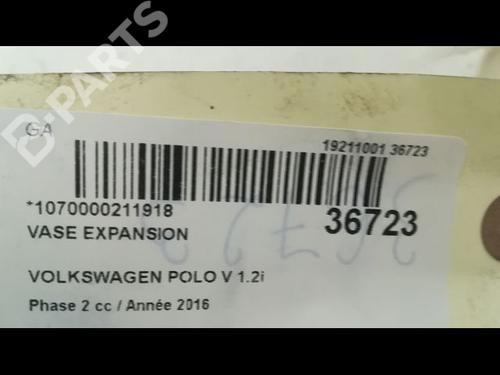 B-PARTS
GA
19211001 36723
*1070000211918
36723
VASE EXPANSION
VOLKSWAGEN POLO V 1.2i
Phase 2 cc / Année 2016